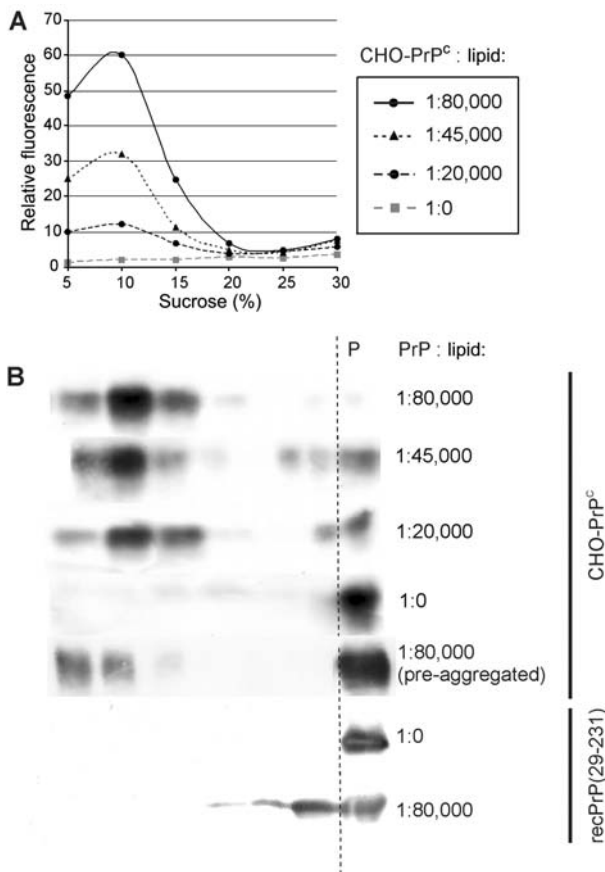 A
Relative fluorescence
70
60
50
40
30
20
10
0
5
10
15
20
25
30
Sucrose (%)
CHO-PrPᶜ : lipid:
1:80,000
1:45,000
1:20,000
1:0
B
P PrP : lipid:
1:80,000
1:45,000
1:20,000
1:0
1:80,000
(pre-aggregated)
1:0
1:80,000
CHO-PrPᶜ
recPrP(29-231)